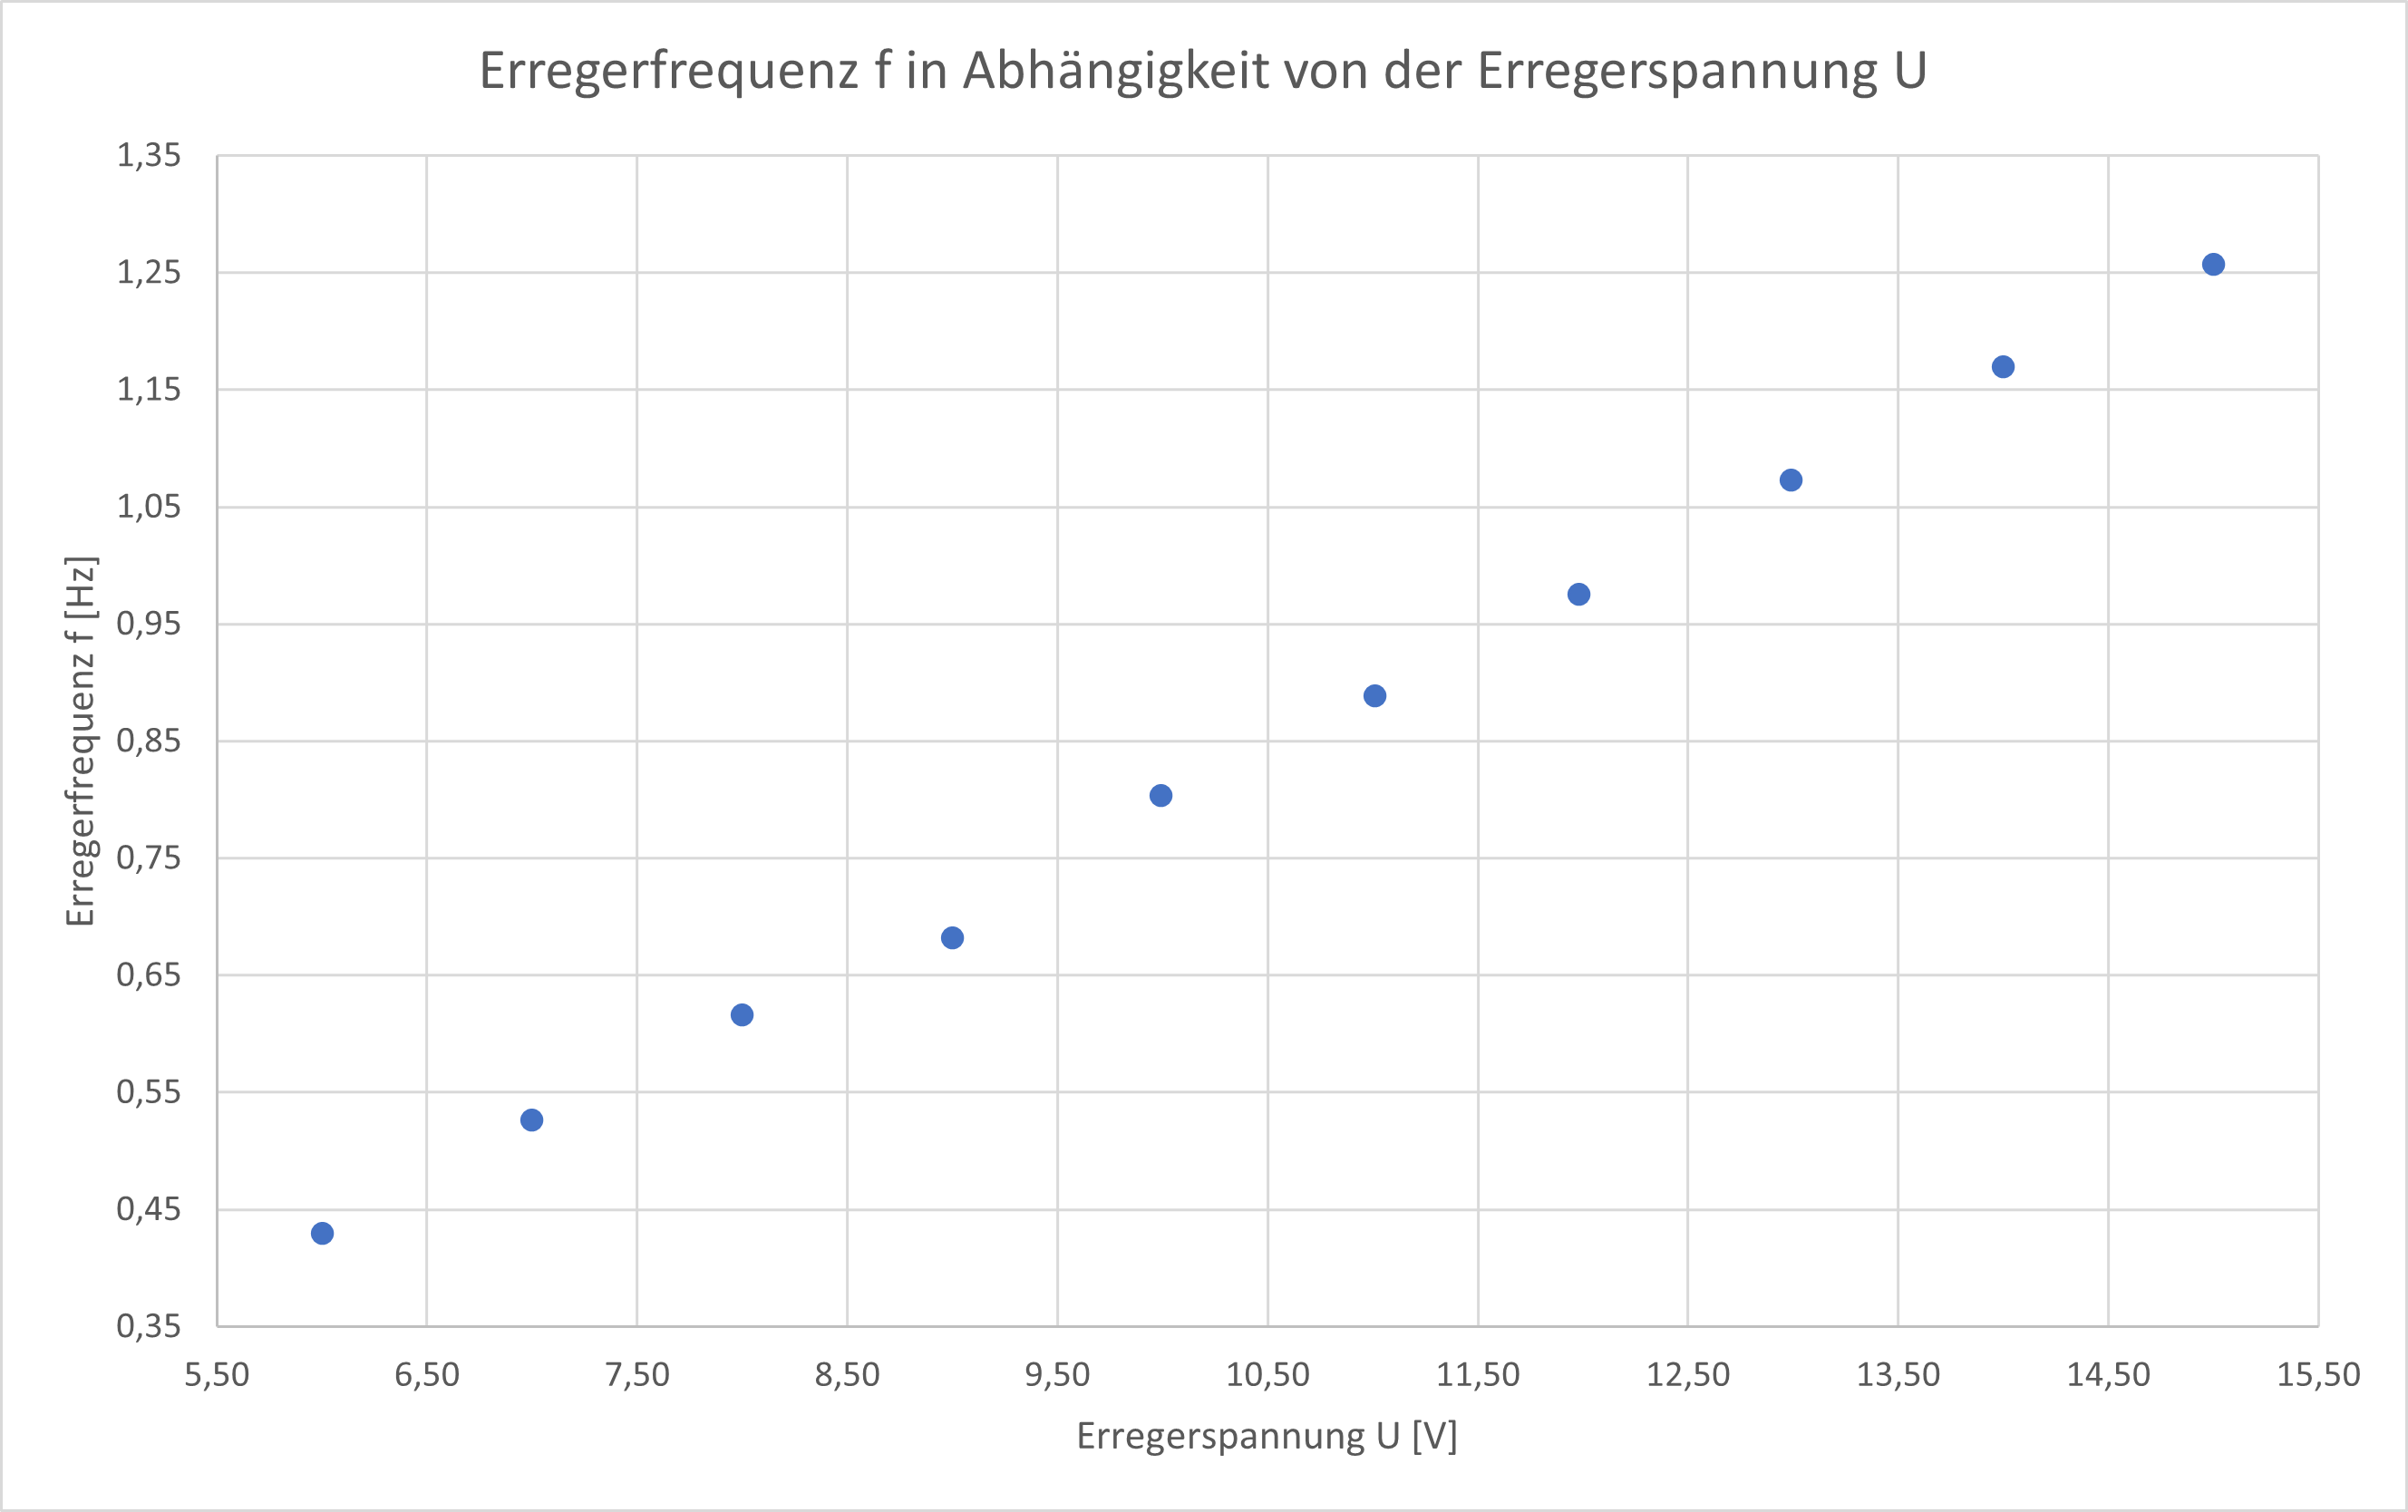 Erregerfrequenz f in Abhängigkeit von der Erregerspannung U
1,35
1,25
1,15
1,05
0,95
0,85
0,75
0,65
0,55
0,45
0,35
Erregerfrequenz f [Hz]
5,50 6,50 7,50 8,50 9,50 10,50 11,50 12,50 13,50 14,50 15,50
Erregerspannung U [V]